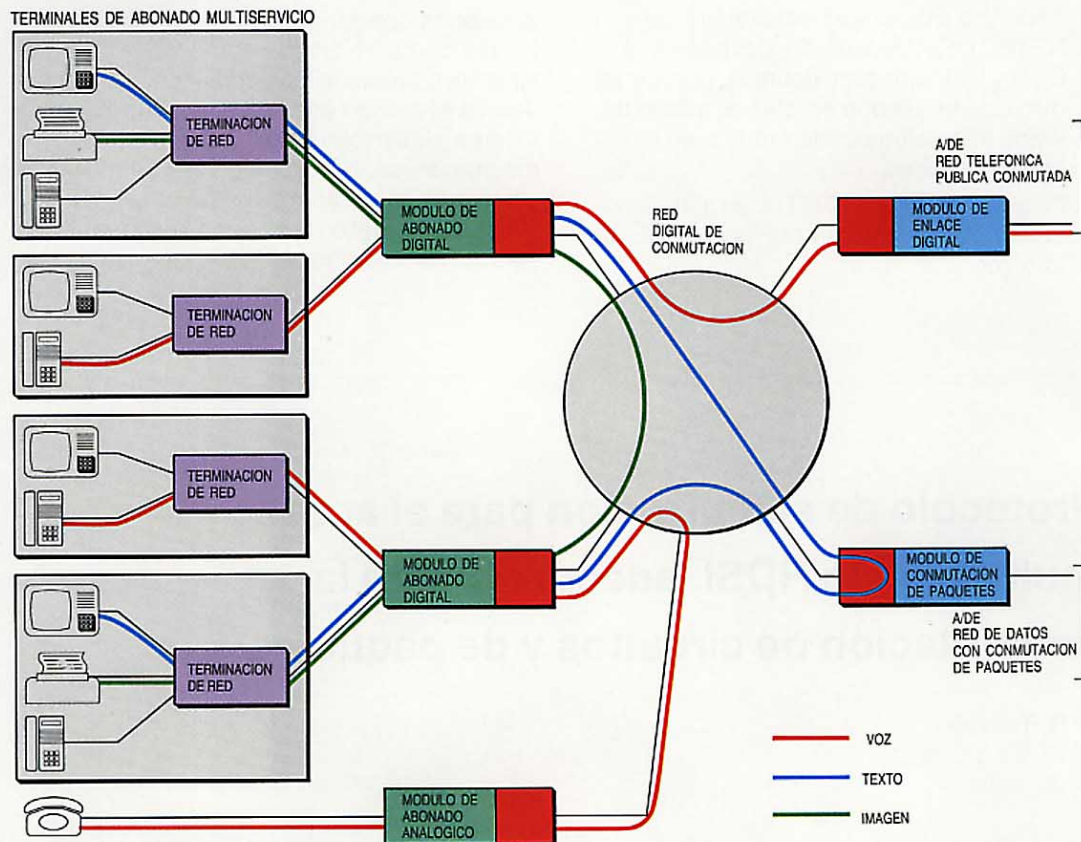 TERMINALES DE ABONADO MULTISERVICIO
TERMINACION
DE RED
MODULO DE
ABONADO
DIGITAL
RED
DIGITAL DE
CONMUTACION
A/DE
RED TELEFONICA
PUBLICA CONMUTADA
MODULO DE
ENLACE
DIGITAL
TERMINACION
DE RED
TERMINACION
DE RED
MODULO DE
ABONADO
DIGITAL
MODULO DE
CONMUTACION
DE PAQUETES
A/DE
RED DE DATOS
CON CONMUTACION
DE PAQUETES
TERMINACION
DE RED
VOZ
TEXTO
IMAGEN
MODULO DE
ABONADO
ANALOGICO